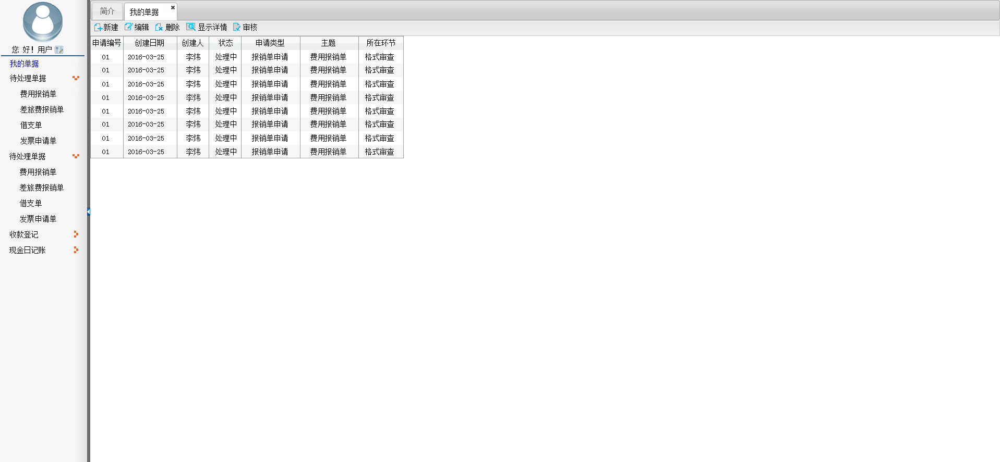 您 好! 用户
我的单据
待处理单据
费用报销单
差旅费报销单
借支单
发票申请单
待处理单据
费用报销单
差旅费报销单
借支单
发票申请单
收款登记
现金日记账
简介 我的单据
新建 编辑 删除 显示详情 审核
申请编号 创建日期 创建人 状态 申请类型 主题 所在环节
01 2016-03-25 李炜 处理中 报销单申请 费用报销单 格式审查
01 2016-03-25 李炜 处理中 报销单申请 费用报销单 格式审查
01 2016-03-25 李炜 处理中 报销单申请 费用报销单 格式审查
01 2016-03-25 李炜 处理中 报销单申请 费用报销单 格式审查
01 2016-03-25 李炜 处理中 报销单申请 费用报销单 格式审查
01 2016-03-25 李炜 处理中 报销单申请 费用报销单 格式审查
01 2016-03-25 李炜 处理中 报销单申请 费用报销单 格式审查
01 2016-03-25 李炜 处理中 报销单申请 费用报销单 格式审查